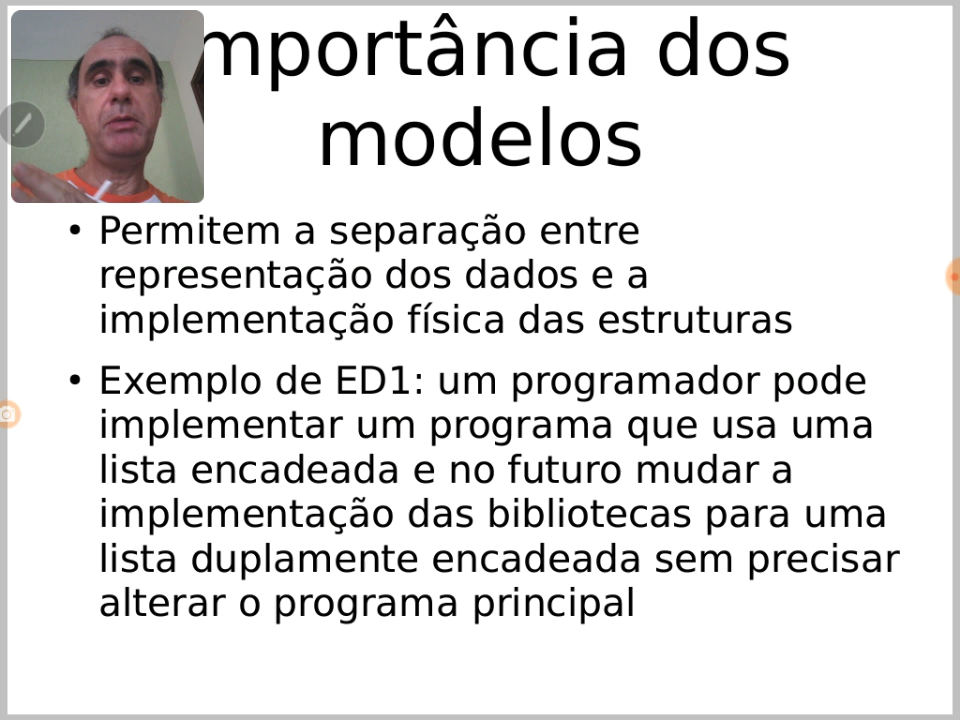 mportância dos
modelos
• Permitem a separação entre
representação dos dados e a
implementação física das estruturas
• Exemplo de ED1: um programador pode
implementar um programa que usa uma
lista encadeada e no futuro mudar a
implementação das bibliotecas para uma
lista duplamente encadeada sem precisar
alterar o programa principal